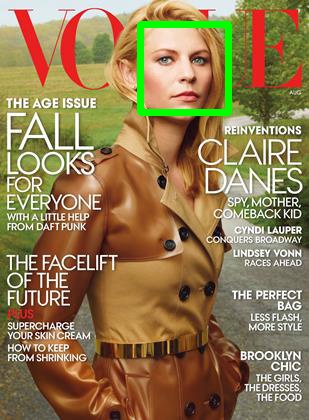 VOGUE
AUG
THE AGE ISSUE
FALL
LOOKS
FOR
EVERYONE
WITH A LITTLE HELP
FROM DAFT PUNK
REINVENTIONS
CLAIRE
DANES
SPY, MOTHER,
COMEBACK KID
CYNDI LAUPER
CONQUERS BROADWAY
LINDSEY VONN
RACES AHEAD
THE FACELIFT
OF THE
FUTURE
PLUS
SUPERCHARGE
YOUR SKIN CREAM
HOW TO KEEP
FROM SHRINKING
THE PERFECT
BAG
LESS FLASH,
MORE STYLE
BROOKLYN
CHIC
THE GIRLS,
THE DRESSES,
THE FOOD